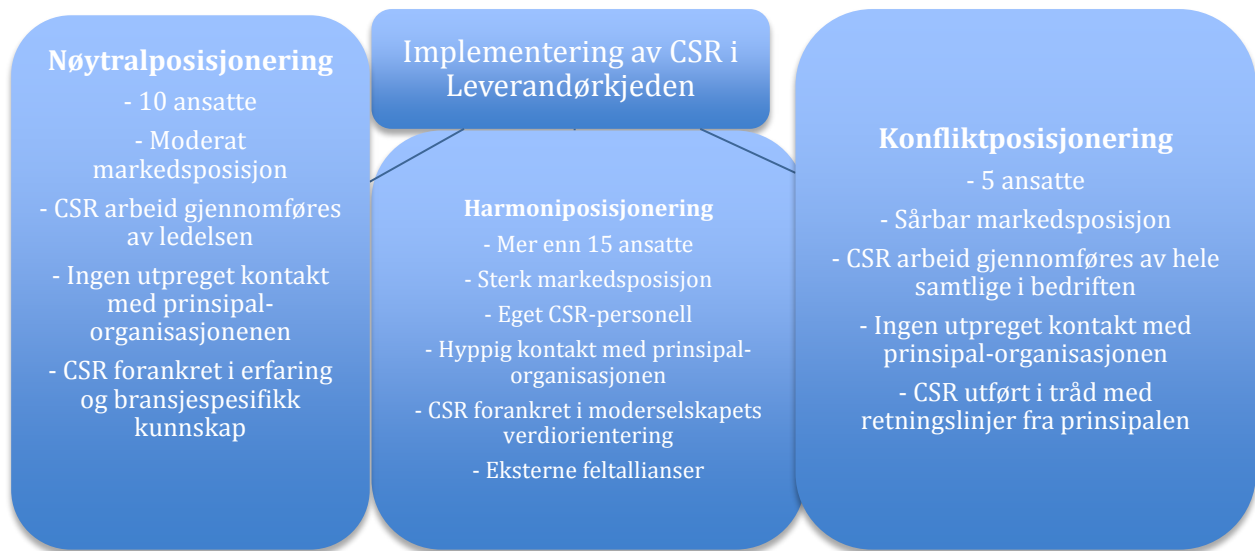 Implementering av CSR i
Leverandørkjeden
Nøytralposisjonering
- 10 ansatte
- Moderat
markedsposisjon
- CSR arbeid gjennomføres
av ledelsen
- Ingen utpreget kontakt
med prinsipal-
organisasjonenen
- CSR forankret i erfaring
og bransjespesifikk
kunnskap
Harmoniposisjonering
- Mer enn 15 ansatte
- Sterk markedsposisjon
- Eget CSR-personell
- Hyppig kontakt med prinsipal-
organisasjonen
- CSR forankret i moderselskapets
verdiorientering
- Eksterne feltallianser
Konfliktposisjonering
- 5 ansatte
- Sårbar markedsposisjon
- CSR arbeid gjennomføres av hele
samtlige i bedriften
- Ingen utpreget kontakt med
prinsipal-organisasjonen
- CSR utført i tråd med
retningslinjer fra prinsipalen